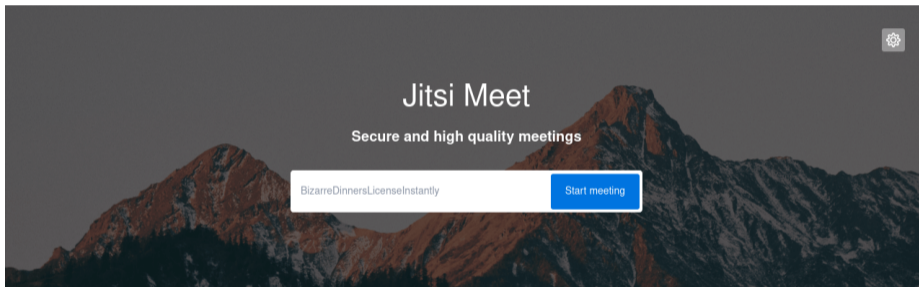 Jitsi Meet
Secure and high quality meetings
BizarreDinnersLicenseInstantly
Start meeting